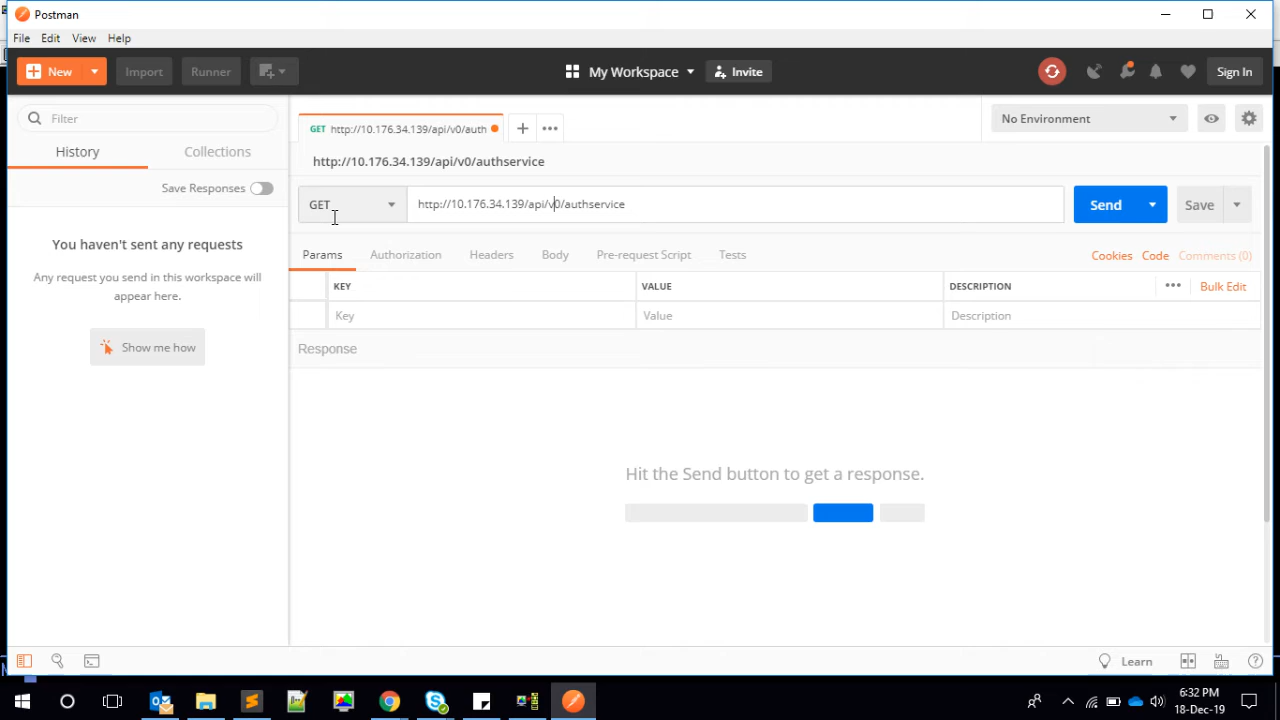 Postman
File Edit View Help
New Import Runner My Workspace Invite Sign In
Filter
History Collections
Save Responses
You haven't sent any requests
Any request you send in this workspace will
appear here.
Show me how
GET http://10.176.34.139/api/v0/auth
No Environment
http://10.176.34.139/api/v0/authservice
GET http://10.176.34.139/api/v0/authservice Send Save
Params Authorization Headers Body Pre-request Script Tests Cookies Code Comments (0)
KEY VALUE DESCRIPTION Bulk Edit
Key Value Description
Response
Hit the Send button to get a response.
Learn
6:32 PM
18-Dec-19